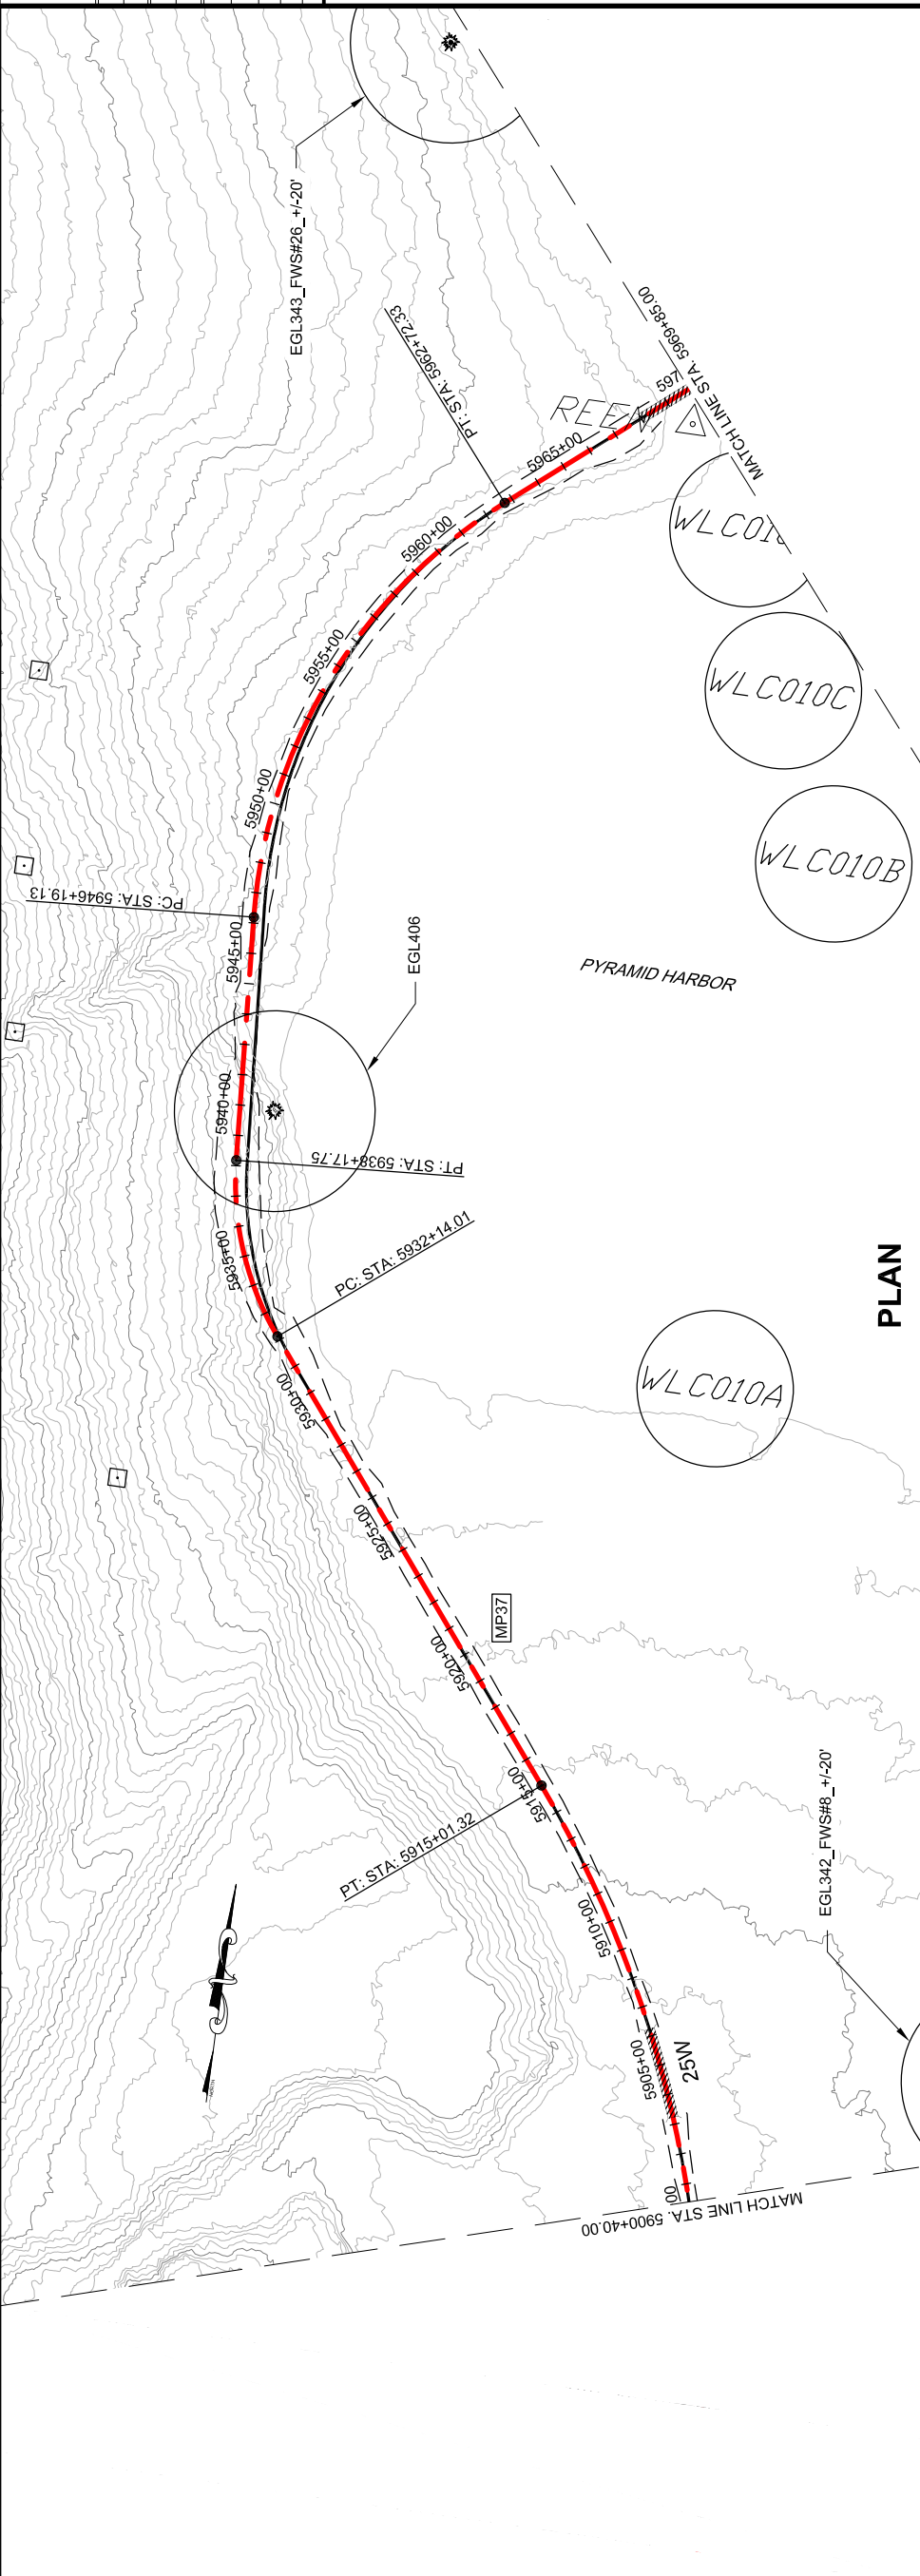 EGL343_FWS#26_+/-20'
PT: STA: 5962+72.33
MATCH LINE STA. 5969+85.00
597
REEN
5965+00
WLC010
5960+00
5955+00
WLC010C
5950+00
WLC010B
PC: STA: 5946+19.13
5945+00
EGL406
PYRAMID HARBOR
5940+00
PT: STA: 5938+17.75
5935+00
PC: STA: 5932+14.01
PLAN
5930+00
WLC010A
5925+00
MP37
5920+00
5915+00
PT: STA: 5915+01.32
EGL342_FWS#8_+/-20'
5910+00
5905+00
25W
NORTH
00
MATCH LINE STA. 5900+40.00